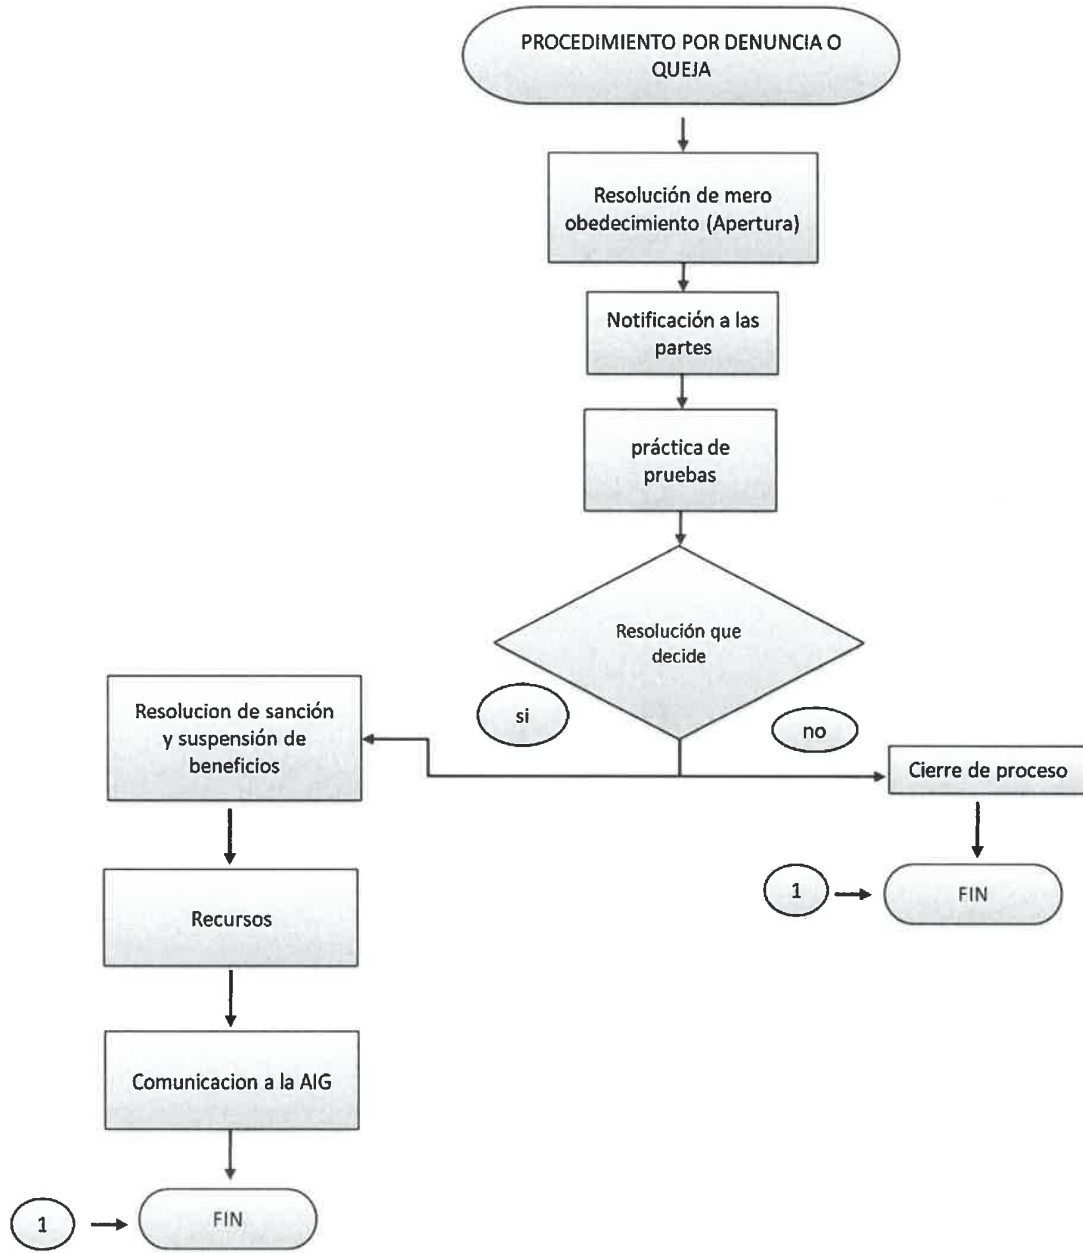 PROCEDIMIENTO POR DENUNCIA O
QUEJA
Resolución de mero
obedecimiento (Apertura)
Notificación a las
partes
práctica de
pruebas
Resolución que
decide
si
no
Resolucion de sanción
y suspensión de
beneficios
Cierre de proceso
1
FIN
Recursos
Comunicacion a la AIG
1
FIN